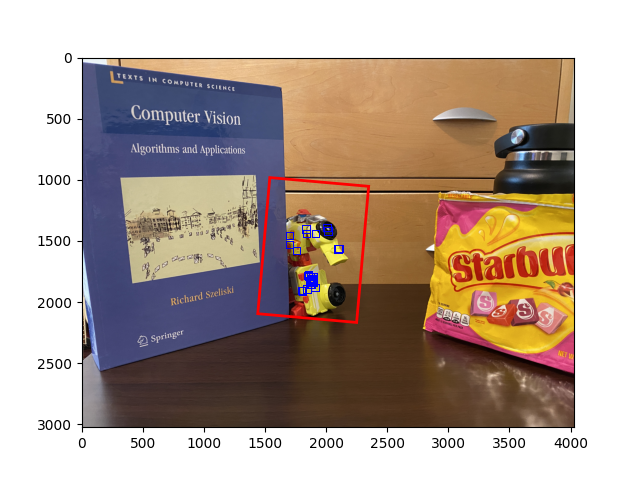 TEXTS IN COMPUTER SCIENCE
Computer Vision
Algorithms and Applications
Richard Szeliski
Springer
Starbu
S
S
S
S
NET W
0
500
1000
1500
2000
2500
3000
0
500
1000
1500
2000
2500
3000
3500
4000